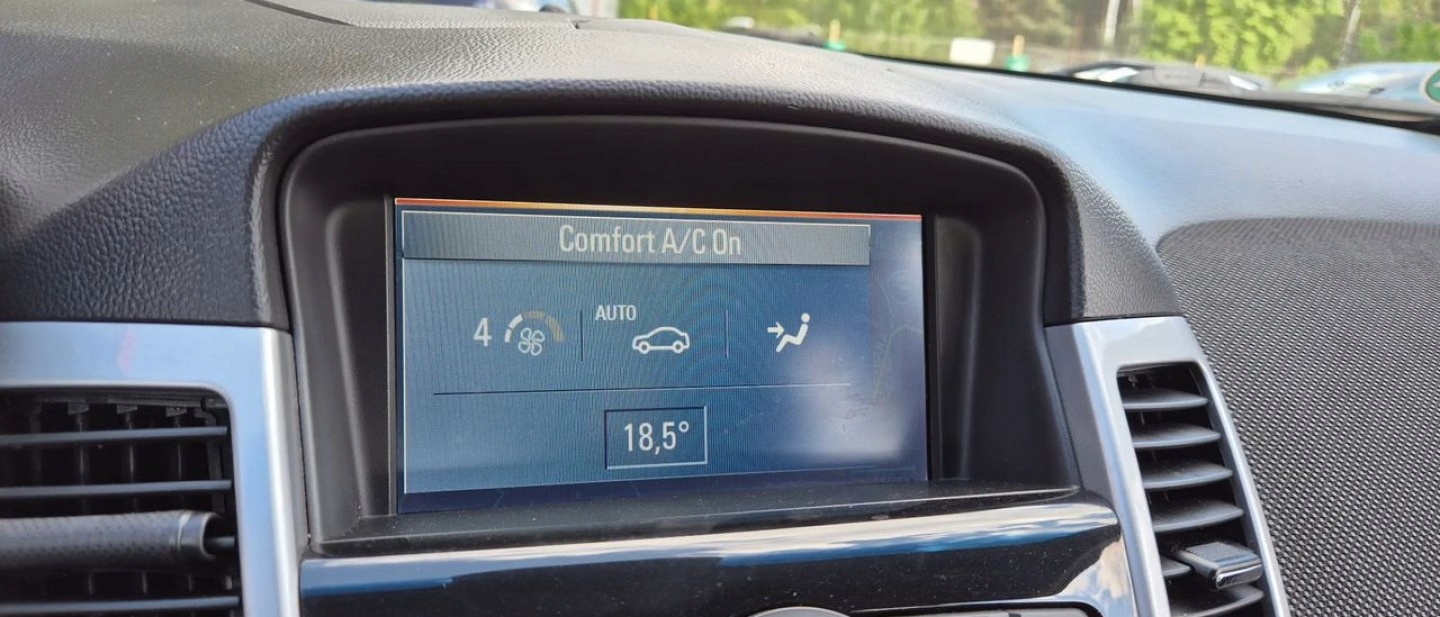 Comfort A/C On
4
AUTO
18,5°